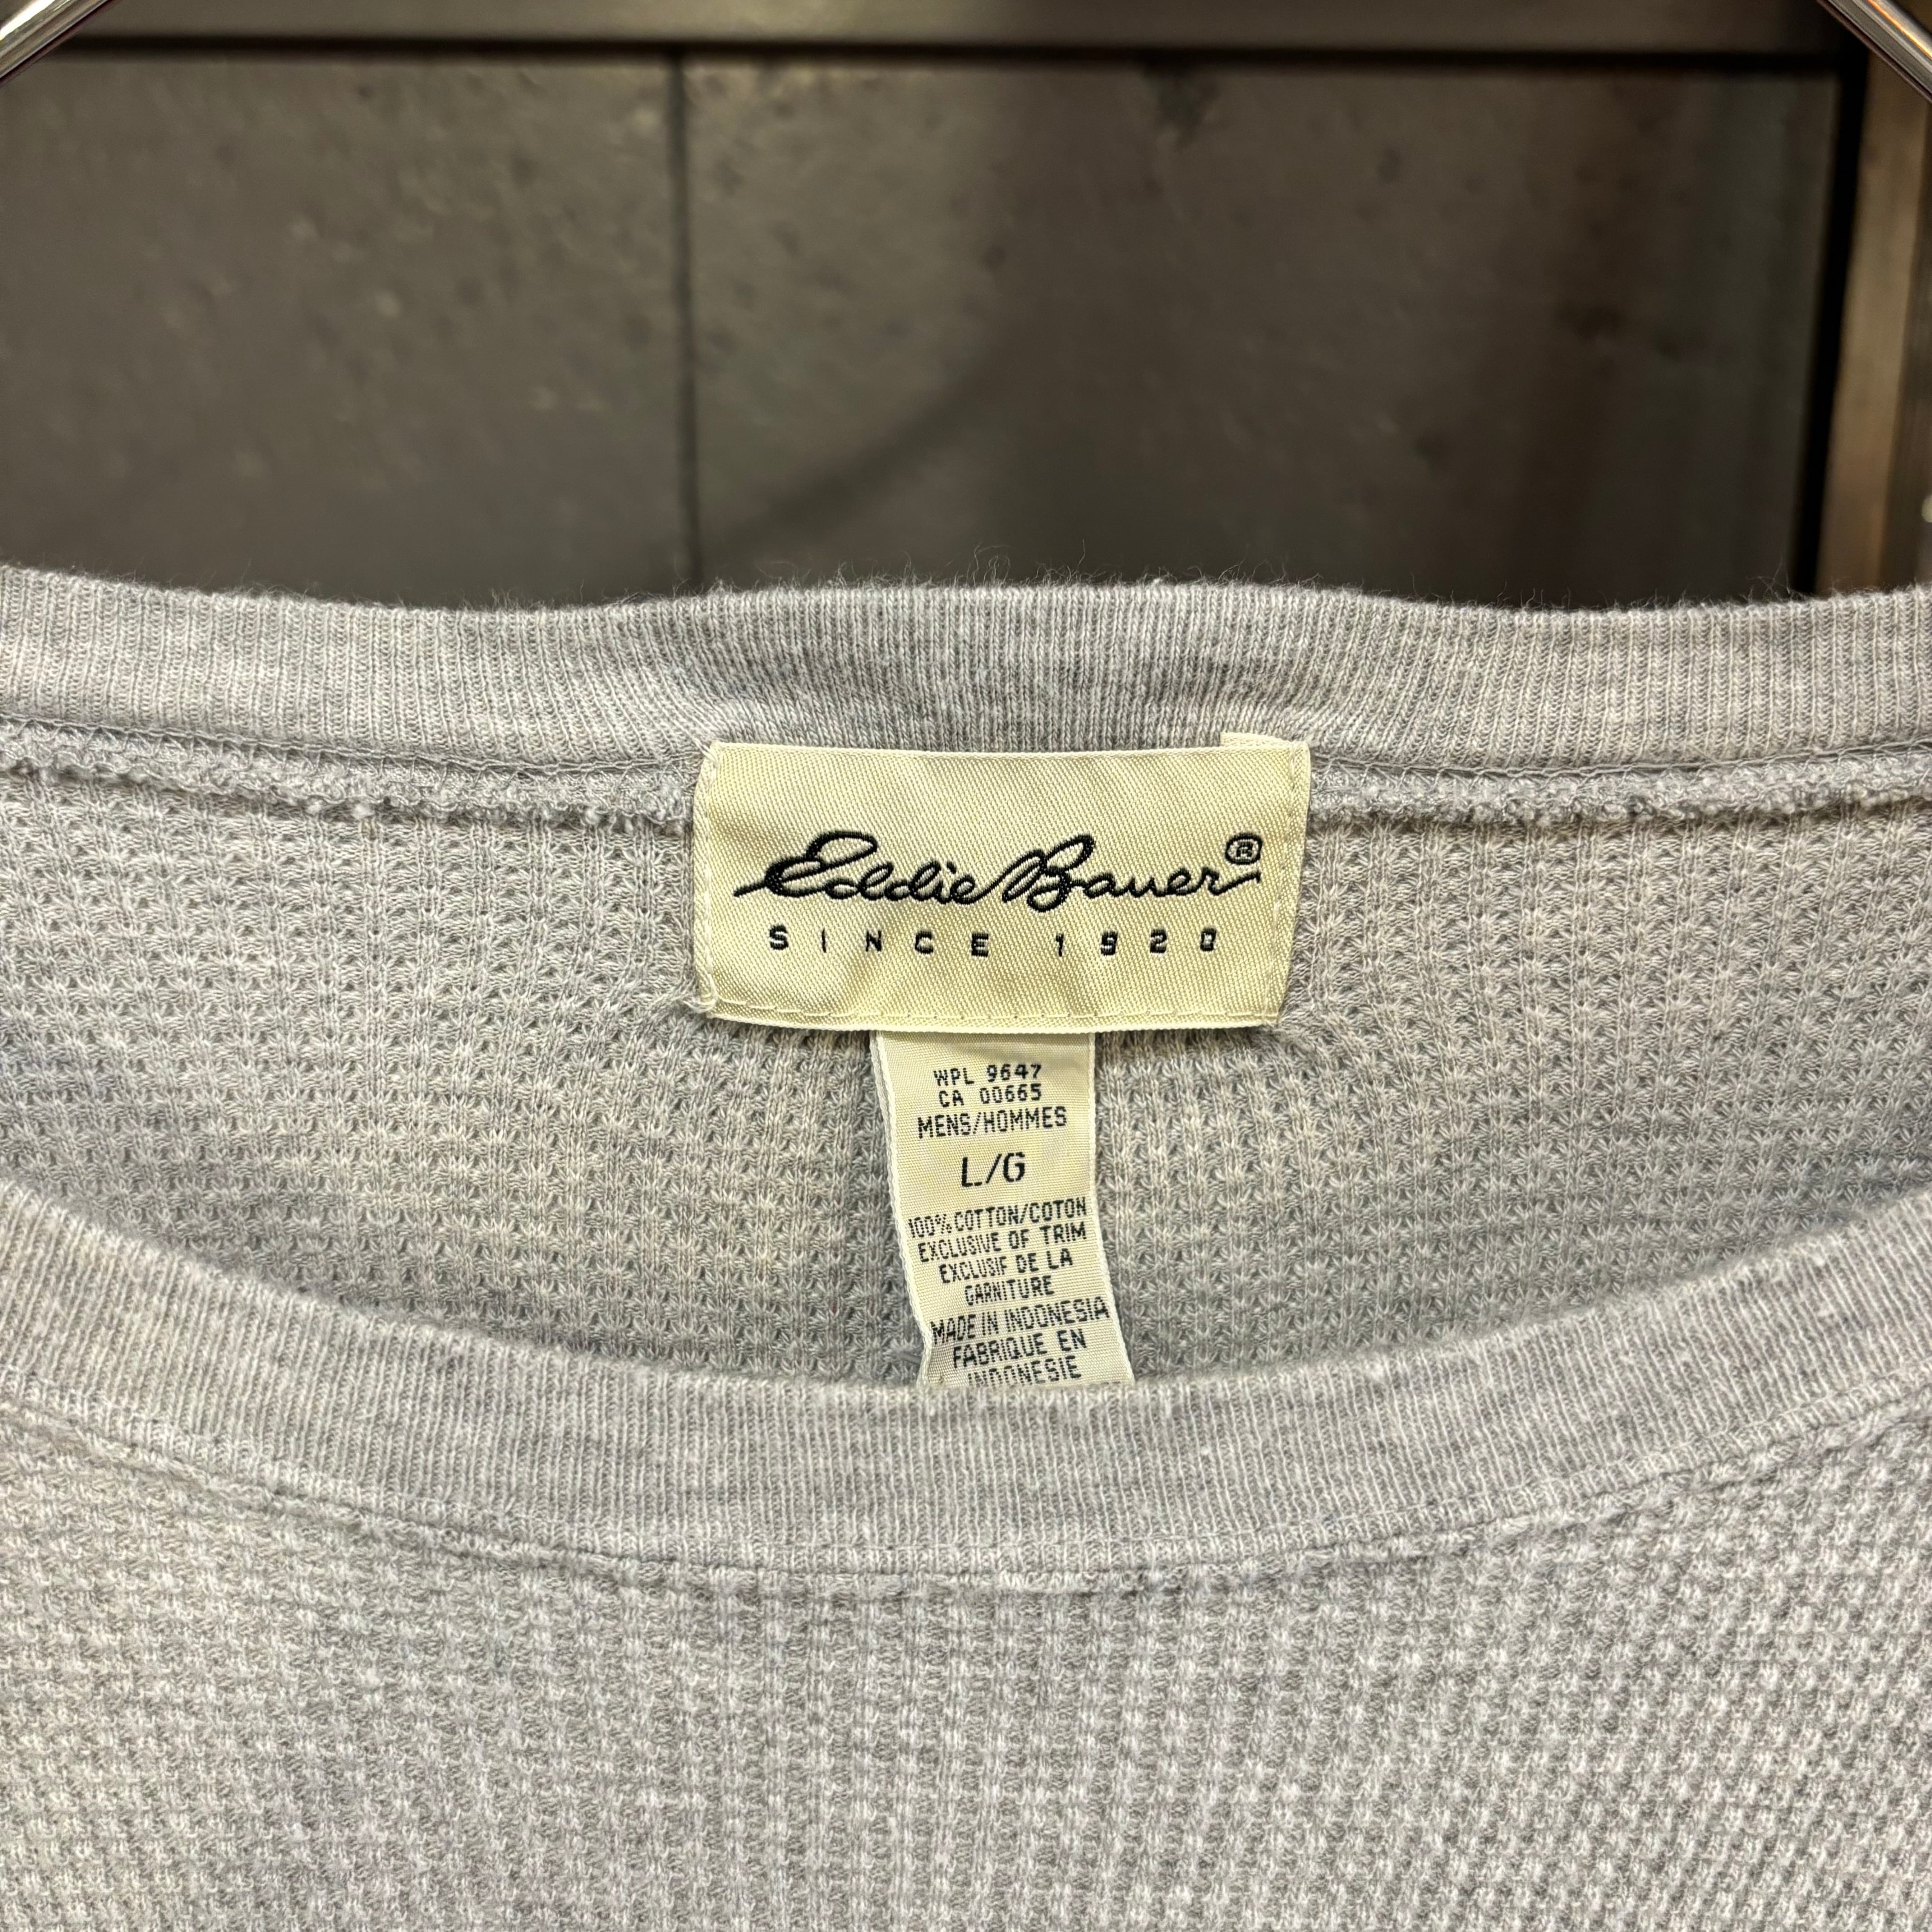 Eddie Bauer®
SINCE 1920
WPL 9647
CA 00665
MENS/HOMMES
L/G
100% COTTON/COTON
EXCLUSIVE OF TRIM
EXCLUSIF DE LA
GARNITURE
MADE IN INDONESIA
FABRIQUE EN
INDONESIE